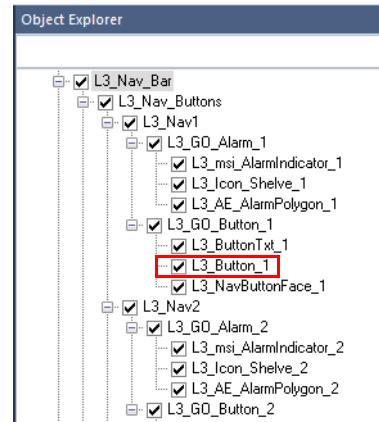 Object Explorer
L3_Nav_Bar
L3_Nav_Buttons
L3_Nav1
L3_GO_Alarm_1
L3_msi_AlarmIndicator_1
L3_Icon_Shelve_1
L3_AE_AlarmPolygon_1
L3_GO_Button_1
L3_ButtonTxt_1
L3_Button_1
L3_NavButtonFace_1
L3_Nav2
L3_GO_Alarm_2
L3_msi_AlarmIndicator_2
L3_Icon_Shelve_2
L3_AE_AlarmPolygon_2
L3_GO_Button_2